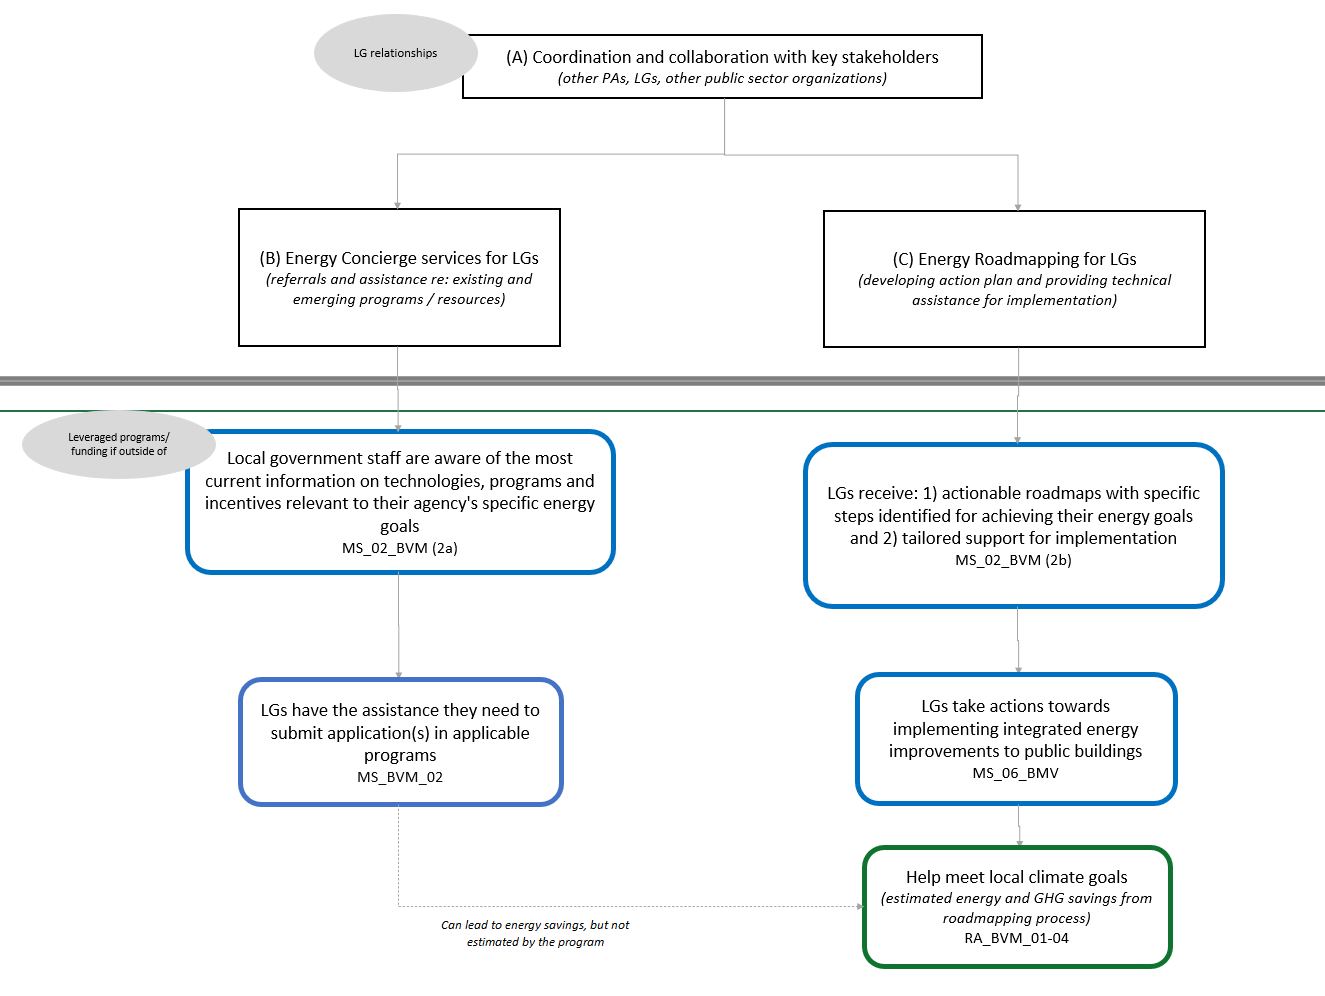 LG relationships
(A) Coordination and collaboration with key stakeholders
(other PAs, LGs, other public sector organizations)
(B) Energy Concierge services for LGs
(referrals and assistance re: existing and
emerging programs / resources)
(C) Energy Roadmapping for LGs
(developing action plan and providing technical
assistance for implementation)
Leveraged programs/
funding if outside of
Local government staff are aware of the most
current information on technologies, programs and
incentives relevant to their agency's specific energy
goals
MS_02_BVM (2a)
LGs receive: 1) actionable roadmaps with specific
steps identified for achieving their energy goals
and 2) tailored support for implementation
MS_02_BVM (2b)
LGs have the assistance they need to
submit application(s) in applicable
programs
MS_BVM_02
LGs take actions towards
implementing integrated energy
improvements to public buildings
MS_06_BMV
Help meet local climate goals
(estimated energy and GHG savings from
roadmapping process)
RA_BVM_01-04
Can lead to energy savings, but not
estimated by the program